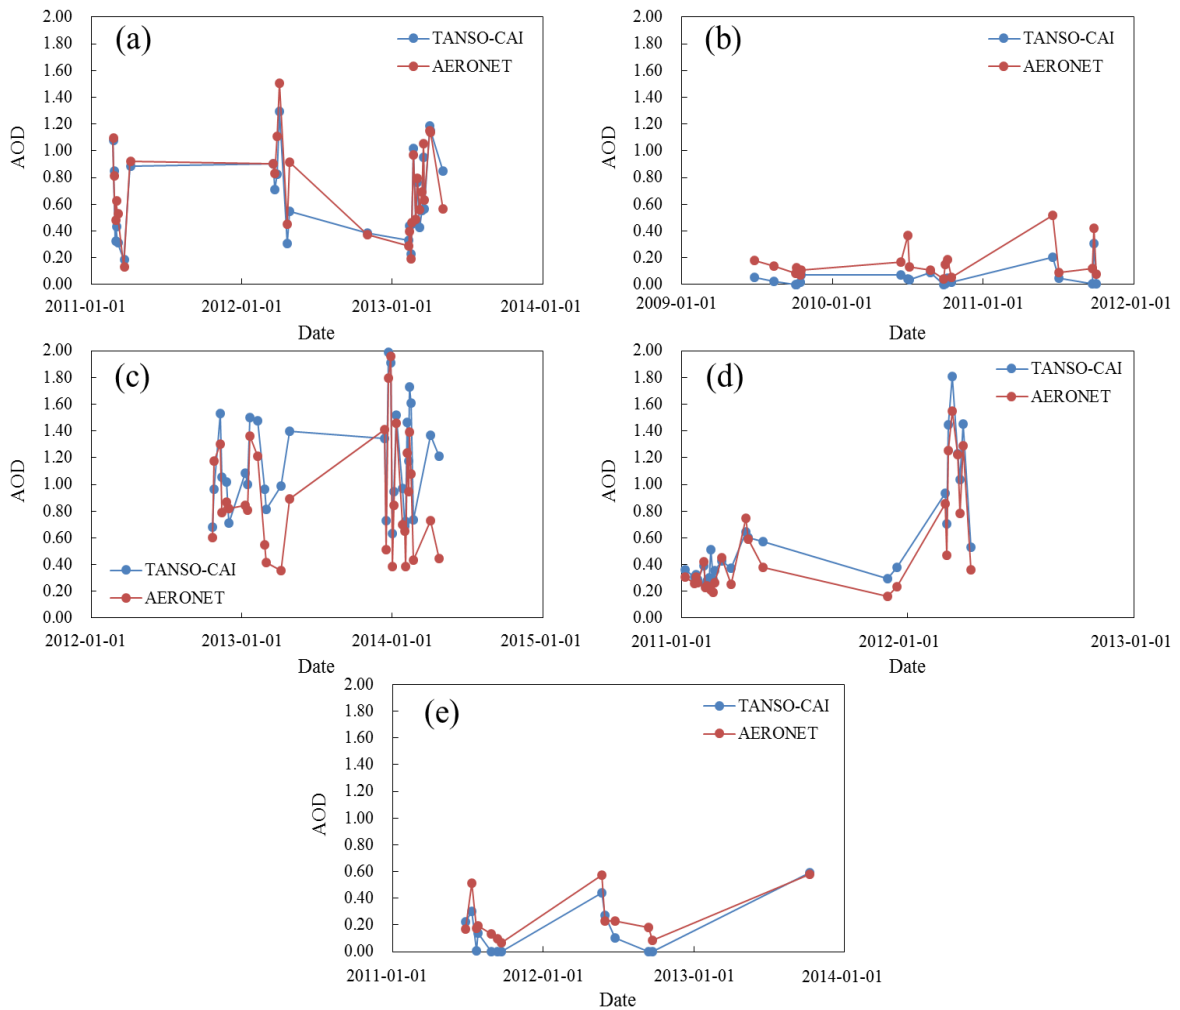 2.00
1.80
1.60
1.40
1.20
1.00
0.80
0.60
0.40
0.20
0.00
AOD
(a)
TANSO-CAI
AERONET
2011-01-01 2012-01-01 2013-01-01 2014-01-01
Date
2.00
1.80
1.60
1.40
1.20
1.00
0.80
0.60
0.40
0.20
0.00
AOD
(b)
TANSO-CAI
AERONET
2009-01-01 2010-01-01 2011-01-01 2012-01-01
Date
2.00
1.80
1.60
1.40
1.20
1.00
0.80
0.60
0.40
0.20
0.00
AOD
(c)
TANSO-CAI
AERONET
2012-01-01 2013-01-01 2014-01-01 2015-01-01
Date
2.00
1.80
1.60
1.40
1.20
1.00
0.80
0.60
0.40
0.20
0.00
AOD
(d)
TANSO-CAI
AERONET
2011-01-01 2012-01-01 2013-01-01
Date
2.00
1.80
1.60
1.40
1.20
1.00
0.80
0.60
0.40
0.20
0.00
AOD
(e)
TANSO-CAI
AERONET
2011-01-01 2012-01-01 2013-01-01 2014-01-01
Date